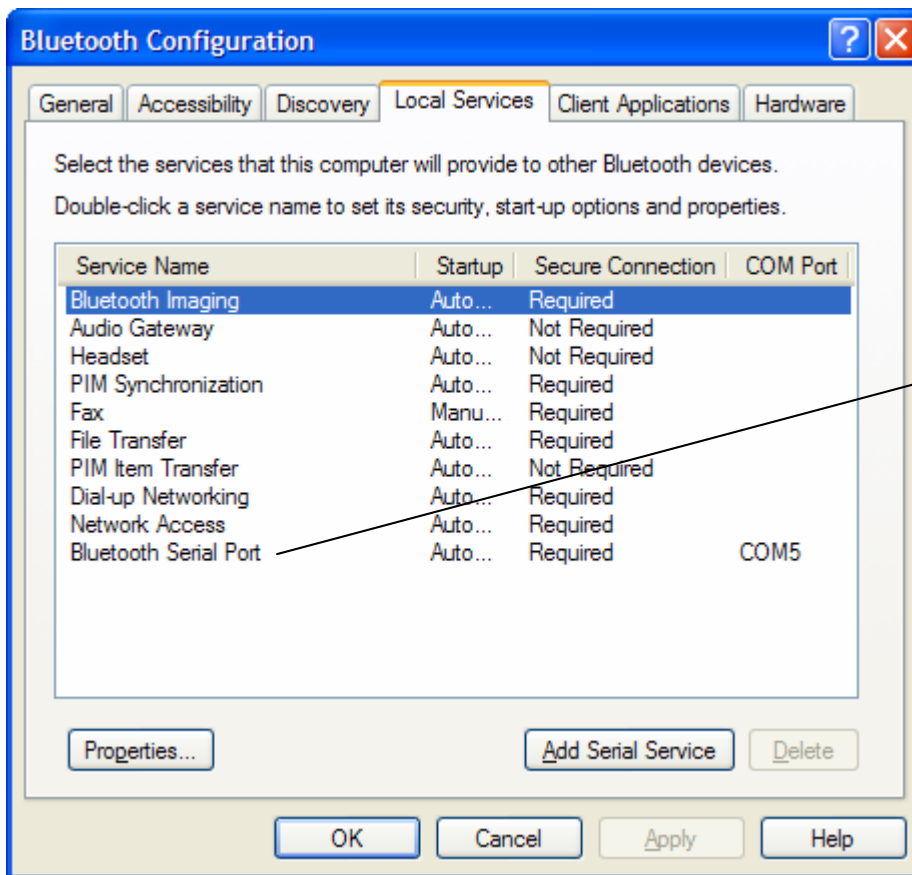 Bluetooth Configuration
General Accessibility Discovery Local Services Client Applications Hardware
Select the services that this computer will provide to other Bluetooth devices.
Double-click a service name to set its security, start-up options and properties.
Service Name Startup Secure Connection COM Port
Bluetooth Imaging Auto... Required
Audio Gateway Auto... Not Required
Headset Auto... Not Required
PIM Synchronization Auto... Required
Fax Manu... Required
File Transfer Auto... Required
PIM Item Transfer Auto... Not Required
Dial-up Networking Auto... Required
Network Access Auto... Required
Bluetooth Serial Port Auto... Required COM5
Properties... Add Serial Service Delete
OK Cancel Apply Help